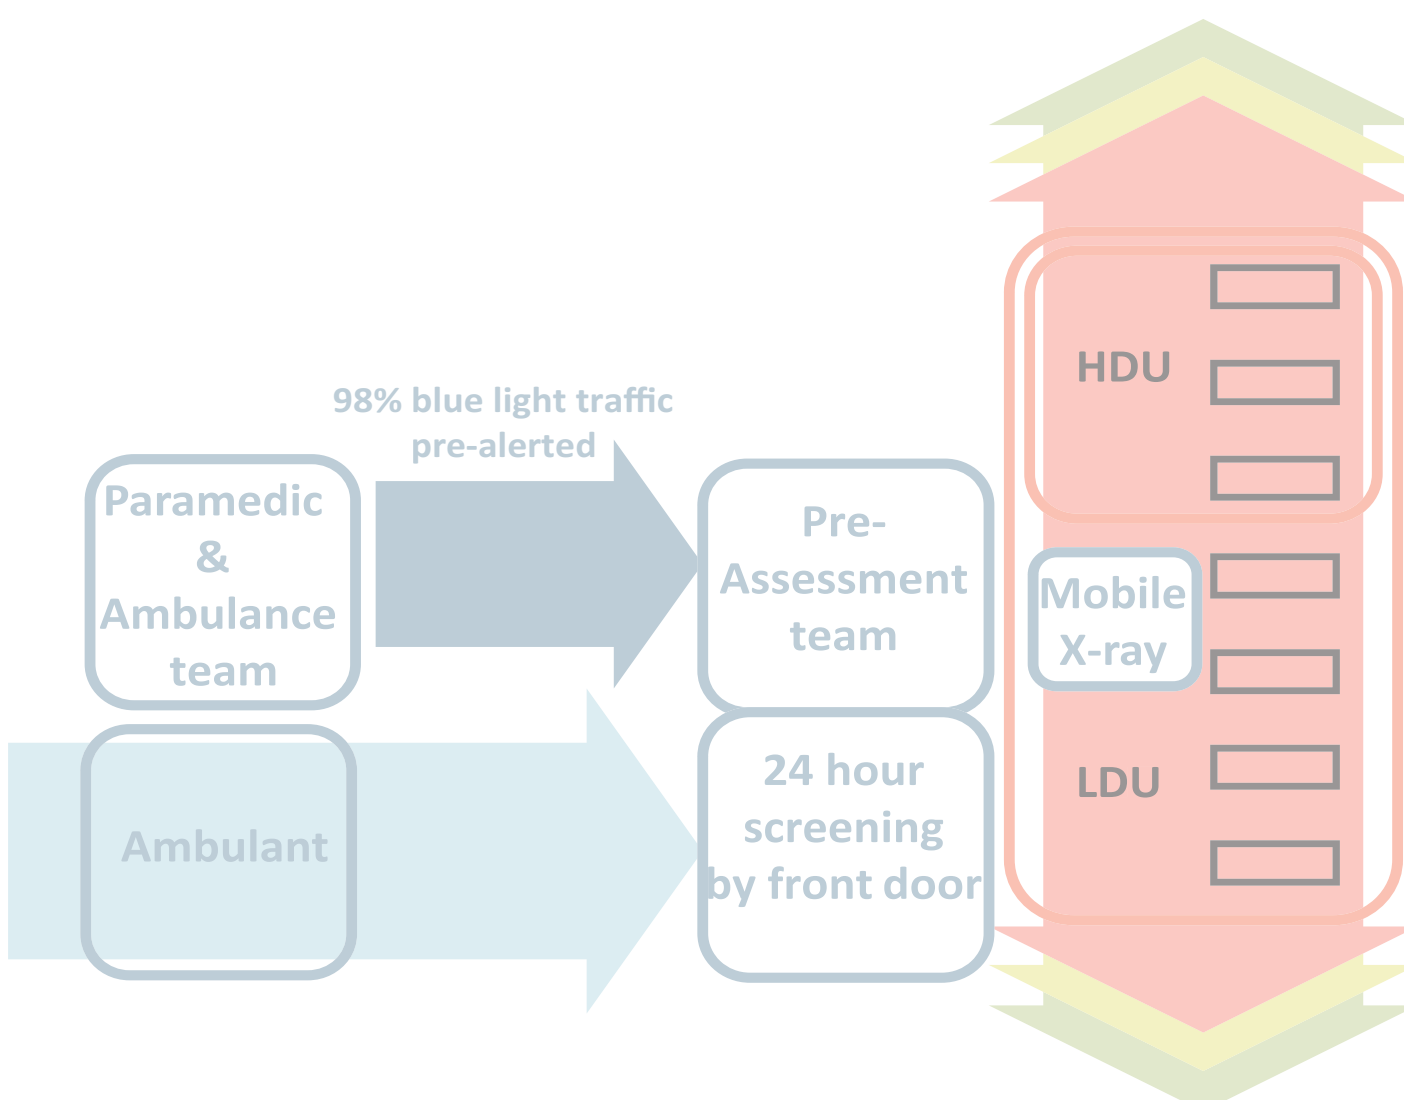 98% blue light traffic
pre-alerted
Paramedic
&
Ambulance
team
Pre-
Assessment
team
Ambulant
24 hour
screening
by front door
HDU
Mobile
X-ray
LDU